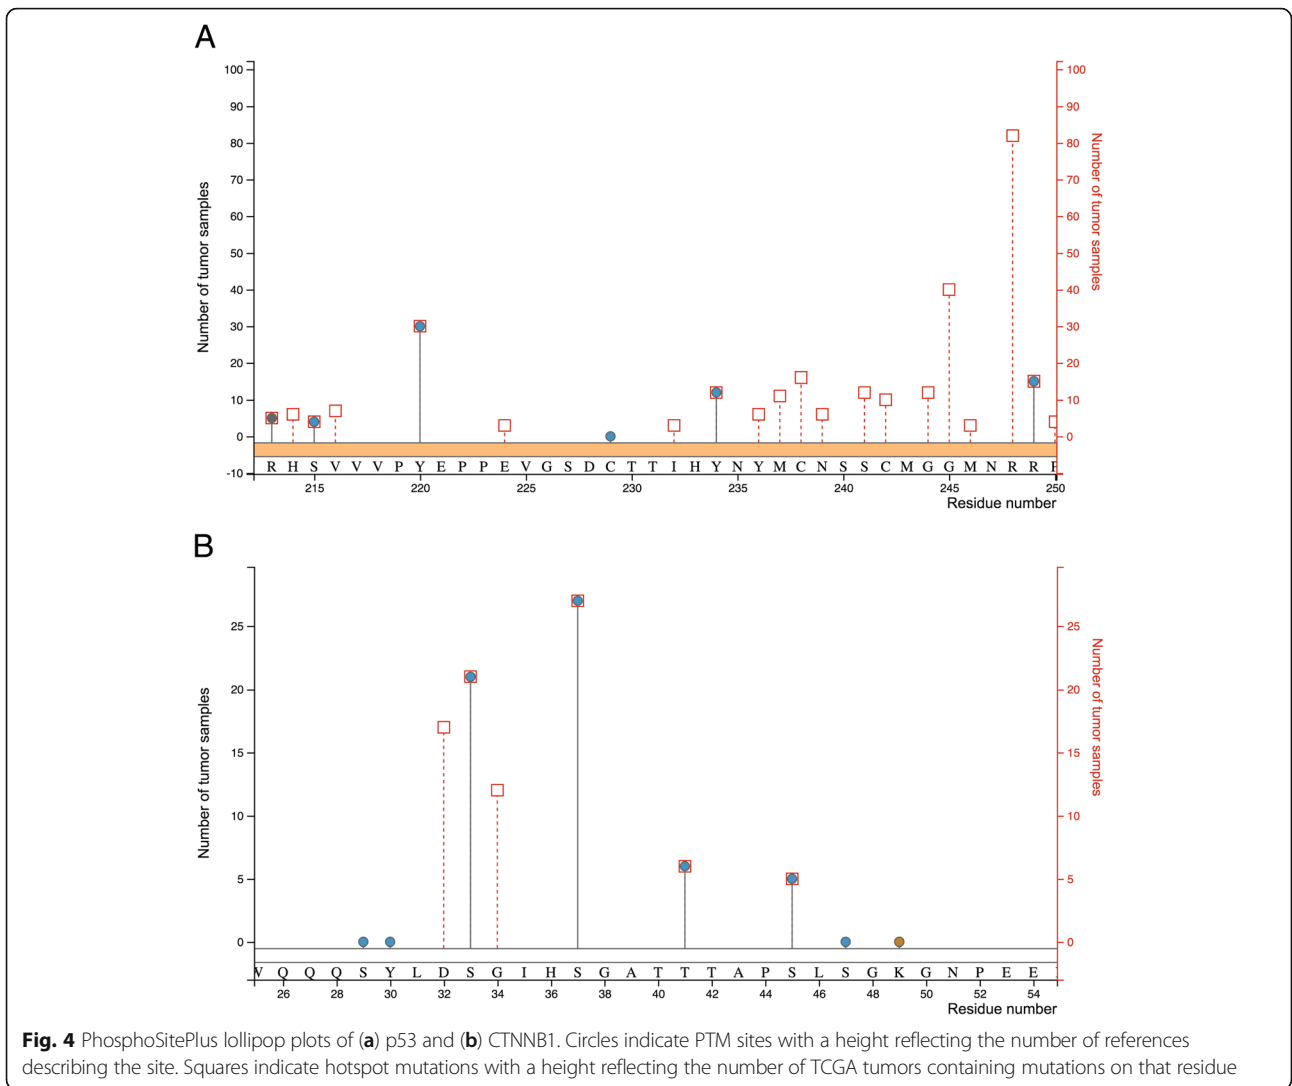 A
100
90
80
70
60
50
40
30
20
10
0
-10
Number of tumor samples
100
90
80
70
60
50
40
30
20
10
0
Number of tumor samples
R H S V V V P Y E P P E V G S D C T T I H Y N Y M C N S S C M G G M N R R P
215 220 225 230 235 240 245 250
Residue number
B
25
20
15
10
5
0
Number of tumor samples
25
20
15
10
5
0
Number of tumor samples
V Q Q Q S Y L D S G I H S G A T T T A P S L S G K G N P E E
26 28 30 32 34 36 38 40 42 44 46 48 50 52 54
Residue number
Fig. 4 PhosphoSitePlus lollipop plots of (a) p53 and (b) CTNNB1. Circles indicate PTM sites with a height reflecting the number of references
describing the site. Squares indicate hotspot mutations with a height reflecting the number of TCGA tumors containing mutations on that residue